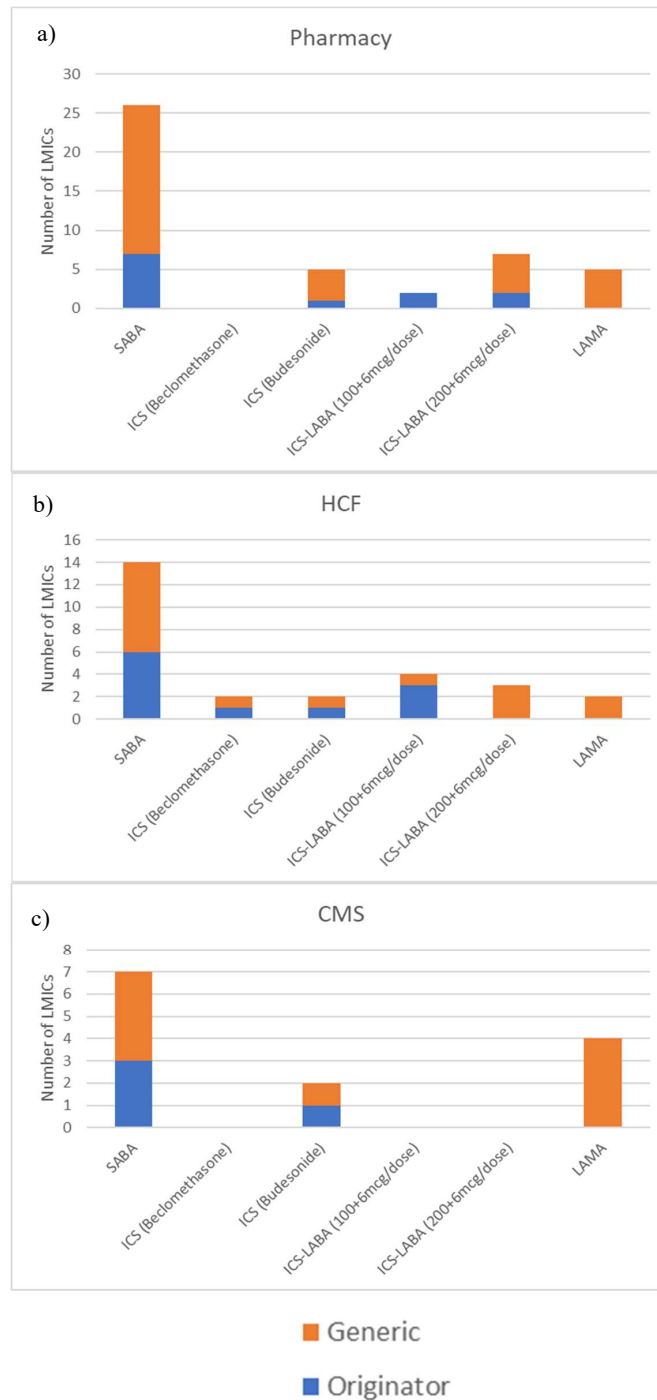 a)
Pharmacy
Number of LMICs
30
25
20
15
10
5
0
SABA
ICS (Beclomethasone)
ICS (Budesonide)
ICS-LABA (100+6mcg/dose)
ICS-LABA (200+6mcg/dose)
LAMA
b)
HCF
Number of LMICs
16
14
12
10
8
6
4
2
0
SABA
ICS (Beclomethasone)
ICS (Budesonide)
ICS-LABA (100+6mcg/dose)
ICS-LABA (200+6mcg/dose)
LAMA
c)
CMS
Number of LMICs
8
7
6
5
4
3
2
1
0
SABA
ICS (Beclomethasone)
ICS (Budesonide)
ICS-LABA (100+6mcg/dose)
ICS-LABA (200+6mcg/dose)
LAMA
Generic
Originator